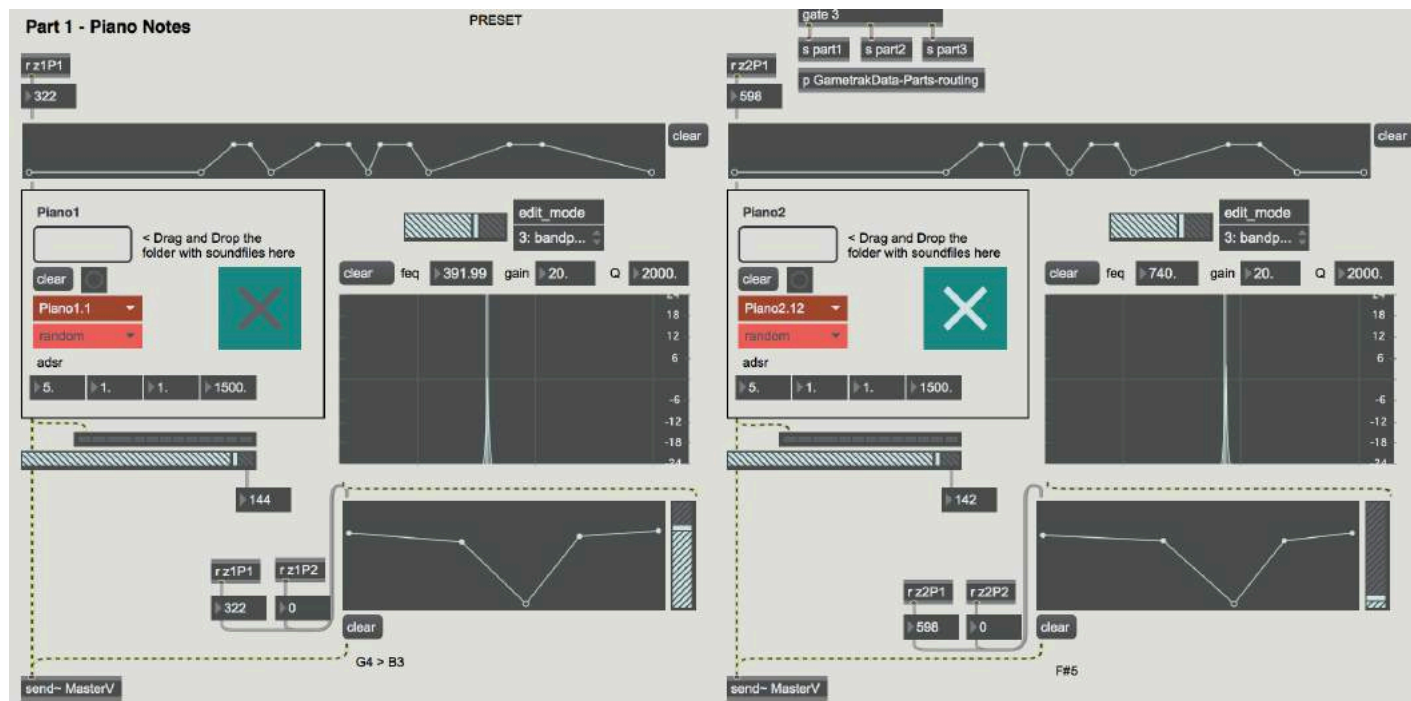 Part 1 - Piano Notes
PRESET
gate 3
s part1
s part2
s part3
p GametrakData-Parts-routing
r z1P1
322
clear
Piano1
< Drag and Drop the
folder with soundfiles here
clear
Piano1.1
random
adsr
5.
1.
1.
1500.
edit_mode
3: bandp...
clear
feq
391.99
gain
20.
Q
2000.
24
18
12
6
-6
-12
-18
-24
144
r z1P1
r z1P2
322
0
clear
G4 > B3
send~ MasterV
r z2P1
598
clear
Piano2
< Drag and Drop the
folder with soundfiles here
clear
Piano2.12
random
adsr
5.
1.
1.
1500.
edit_mode
3: bandp...
clear
feq
740.
gain
20.
Q
2000.
24
18
12
6
-6
-12
-18
-24
142
r z2P1
r z2P2
598
0
clear
F#5
send~ MasterV